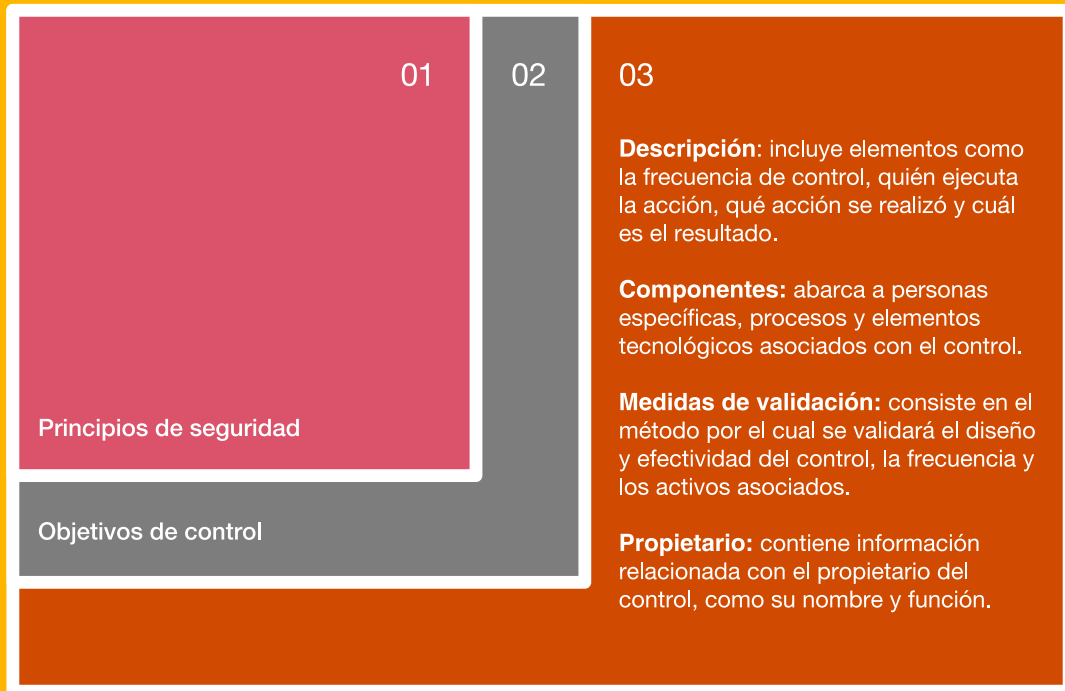 01
Principios de seguridad
02
Objetivos de control
03
Descripción: incluye elementos como
la frecuencia de control, quién ejecuta
la acción, qué acción se realizó y cuál
es el resultado.
Componentes: abarca a personas
específicas, procesos y elementos
tecnológicos asociados con el control.
Medidas de validación: consiste en el
método por el cual se validará el diseño
y efectividad del control, la frecuencia y
los activos asociados.
Propietario: contiene información
relacionada con el propietario del
control, como su nombre y función.